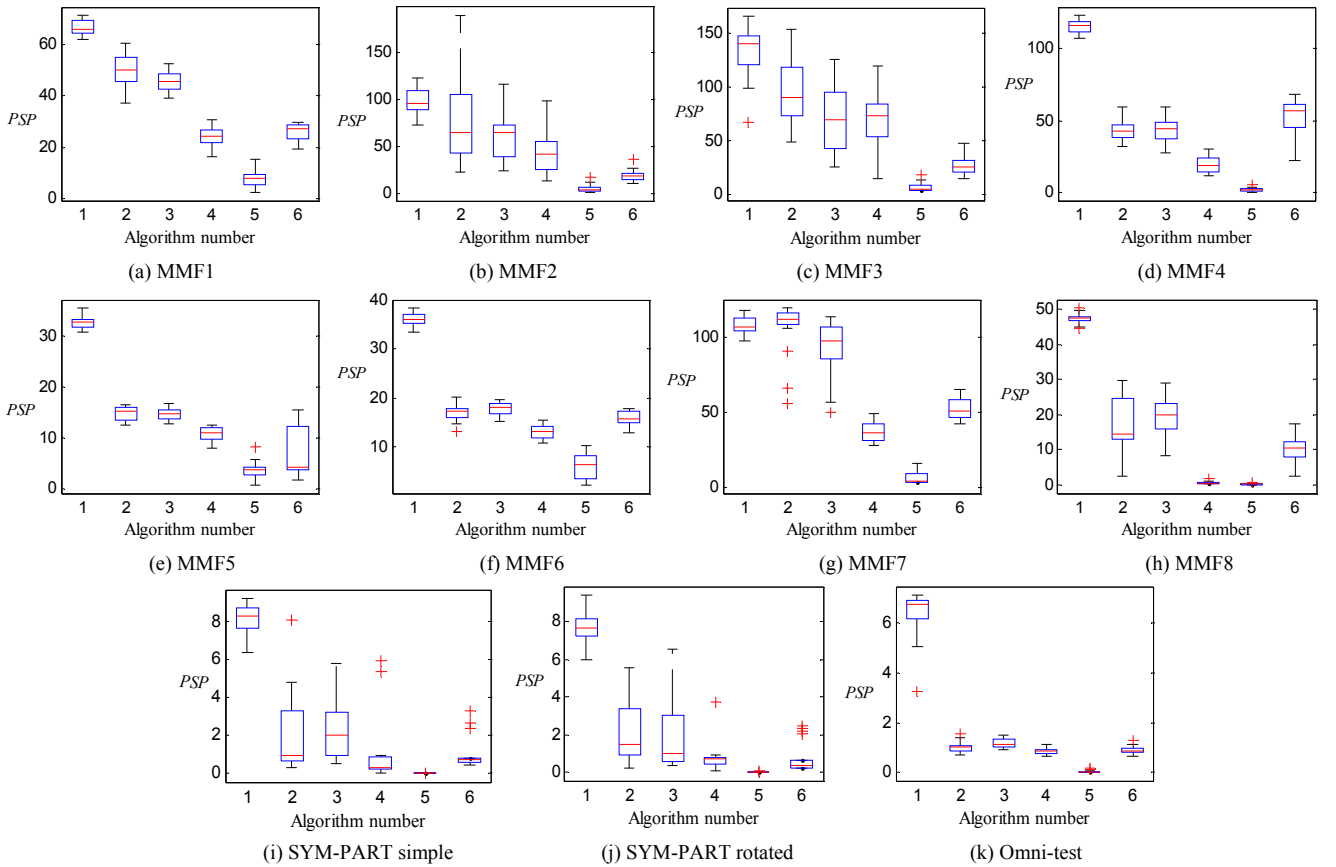 PSP
60
40
20
0
1 2 3 4 5 6
Algorithm number
(a) MMF1
PSP
150
100
50
0
1 2 3 4 5 6
Algorithm number
(b) MMF2
PSP
150
100
50
0
1 2 3 4 5 6
Algorithm number
(c) MMF3
PSP
100
50
0
1 2 3 4 5 6
Algorithm number
(d) MMF4
PSP
30
20
10
0
1 2 3 4 5 6
Algorithm number
(e) MMF5
PSP
40
30
20
10
1 2 3 4 5 6
Algorithm number
(f) MMF6
PSP
100
50
0
1 2 3 4 5 6
Algorithm number
(g) MMF7
PSP
50
40
30
20
10
0
1 2 3 4 5 6
Algorithm number
(h) MMF8
PSP
8
6
4
2
0
1 2 3 4 5 6
Algorithm number
(i) SYM-PART simple
PSP
8
6
4
2
0
1 2 3 4 5 6
Algorithm number
(j) SYM-PART rotated
PSP
6
4
2
0
1 2 3 4 5 6
Algorithm number
(k) Omni-test